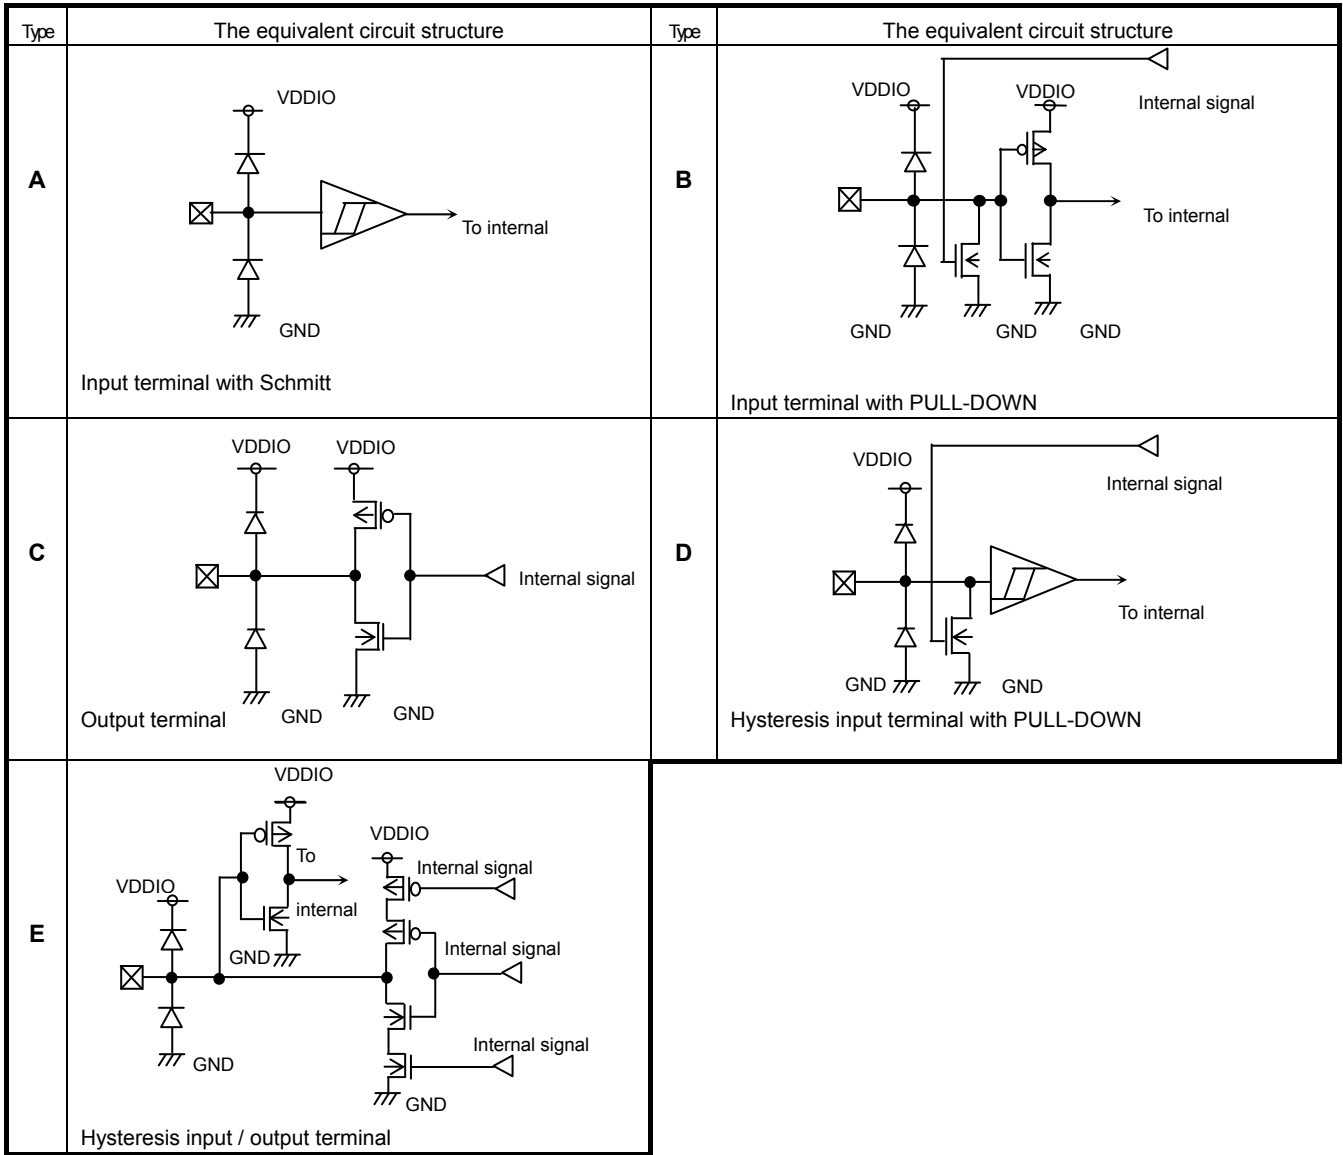 Type The equivalent circuit structure Type The equivalent circuit structure
A
VDDIO
To internal
GND
Input terminal with Schmitt
B
VDDIO VDDIO
Internal signal
To internal
GND GND GND
Input terminal with PULL-DOWN
C
VDDIO VDDIO
Internal signal
GND GND
Output terminal
D
VDDIO
Internal signal
To internal
GND GND
Hysteresis input terminal with PULL-DOWN
E
VDDIO
To
internal
GND
VDDIO
GND
VDDIO
Internal signal
Internal signal
Internal signal
GND
Hysteresis input / output terminal